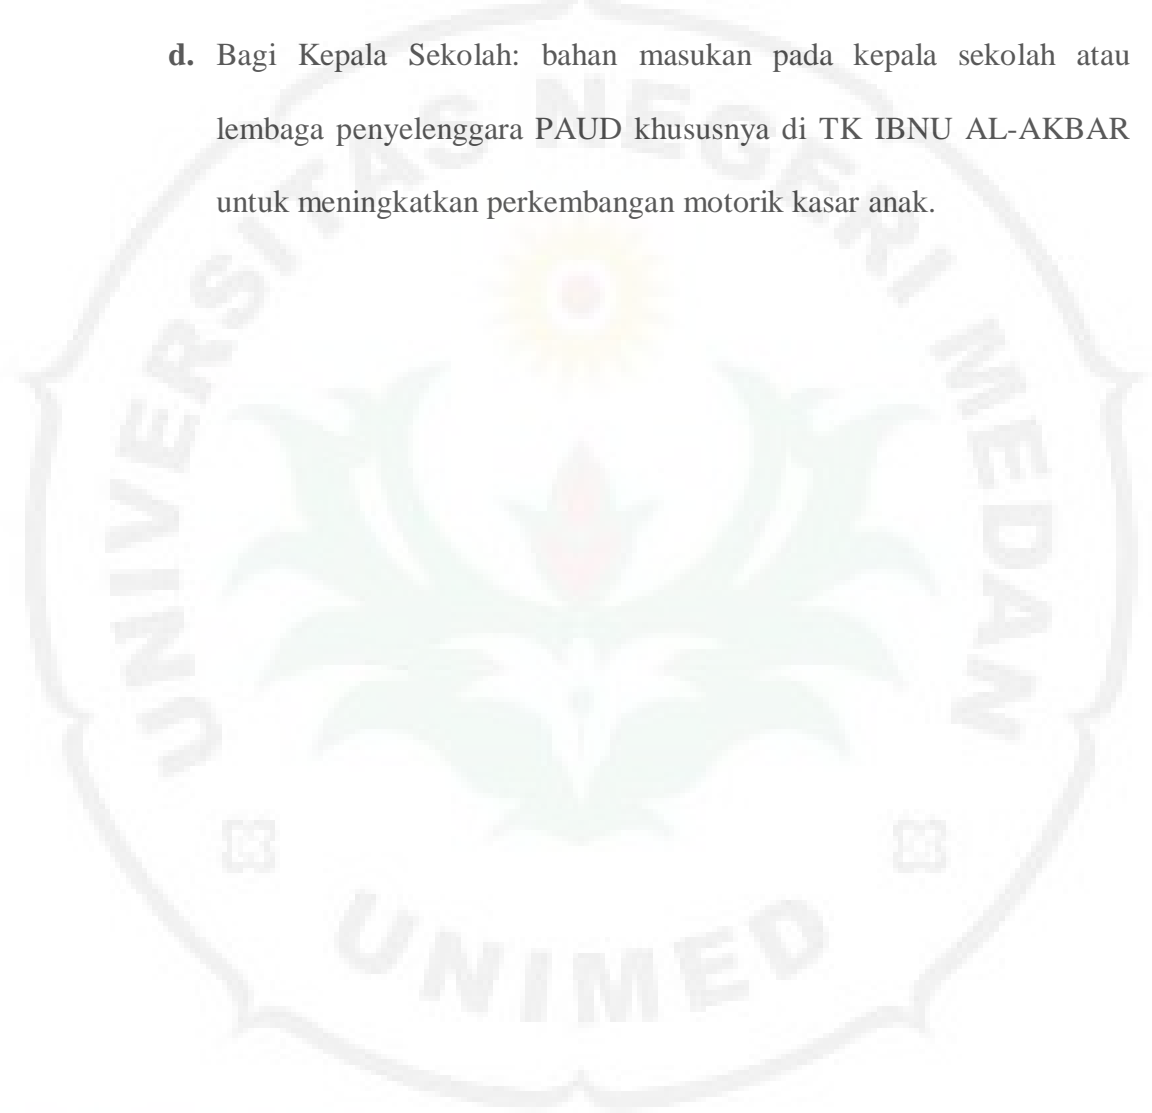 d. Bagi Kepala Sekolah: bahan masukan pada kepala sekolah atau
lembaga penyelenggara PAUD khususnya di TK IBNU AL-AKBAR
untuk meningkatkan perkembangan motorik kasar anak.
UNIVERSITAS NEGERI MEDAN
UNIMED